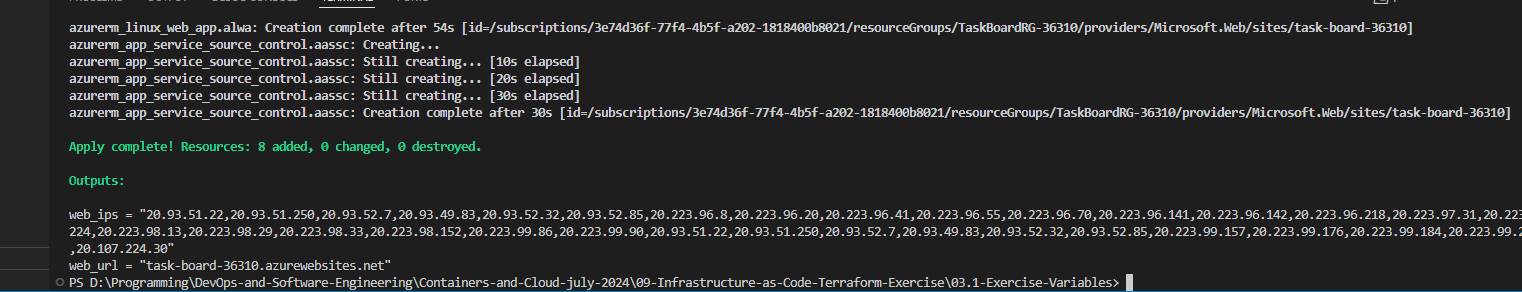 azurerm_linux_web_app.alwa: Creation complete after 54s [id=/subscriptions/3e74d36f-77f4-4b5f-a202-1818400b8021/resourceGroups/TaskBoardRG-36310/providers/Microsoft.Web/sites/task-board-36310]
azurerm_app_service_source_control.aassc: Creating...
azurerm_app_service_source_control.aassc: Still creating... [10s elapsed]
azurerm_app_service_source_control.aassc: Still creating... [20s elapsed]
azurerm_app_service_source_control.aassc: Still creating... [30s elapsed]
azurerm_app_service_source_control.aassc: Creation complete after 30s [id=/subscriptions/3e74d36f-77f4-4b5f-a202-1818400b8021/resourceGroups/TaskBoardRG-36310/providers/Microsoft.Web/sites/task-board-36310]
Apply complete! Resources: 8 added, 0 changed, 0 destroyed.
Outputs:
web_ips = "20.93.51.22,20.93.51.250,20.93.52.7,20.93.49.83,20.93.52.32,20.93.52.85,20.223.96.8,20.223.96.20,20.223.96.41,20.223.96.55,20.223.96.70,20.223.96.141,20.223.96.142,20.223.96.218,20.223.97.31,20.223
224,20.223.98.13,20.223.98.29,20.223.98.33,20.223.98.152,20.223.99.86,20.223.99.90,20.93.51.22,20.93.51.250,20.93.52.7,20.93.49.83,20.93.52.32,20.93.52.85,20.223.99.157,20.223.99.176,20.223.99.184,20.223.99.2
,20.107.224.30"
web_url = "task-board-36310.azurewebsites.net"
PS D:\Programming\DevOps-and-Software-Engineering\Containers-and-Cloud-july-2024\09-Infrastructure-as-Code-Terraform-Exercise\03.1-Exercise-Variables>